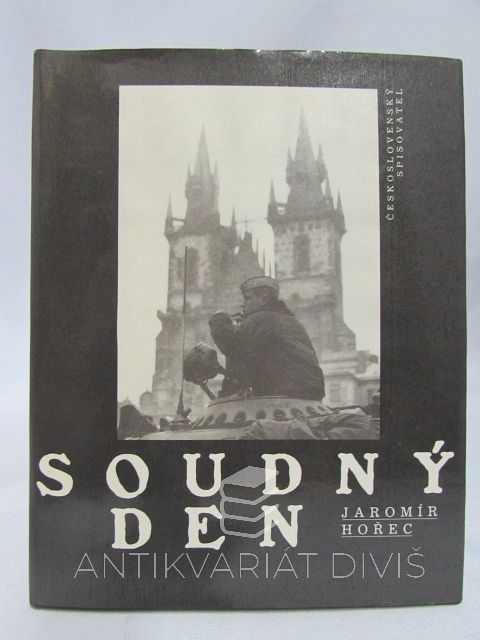 ČESKOSLOVENSKÝ
SPISOVATEL
SOUDNÝ
DEN
JAROMÍR
HOŘEC
ANTIKVARIÁT DIVIŠ